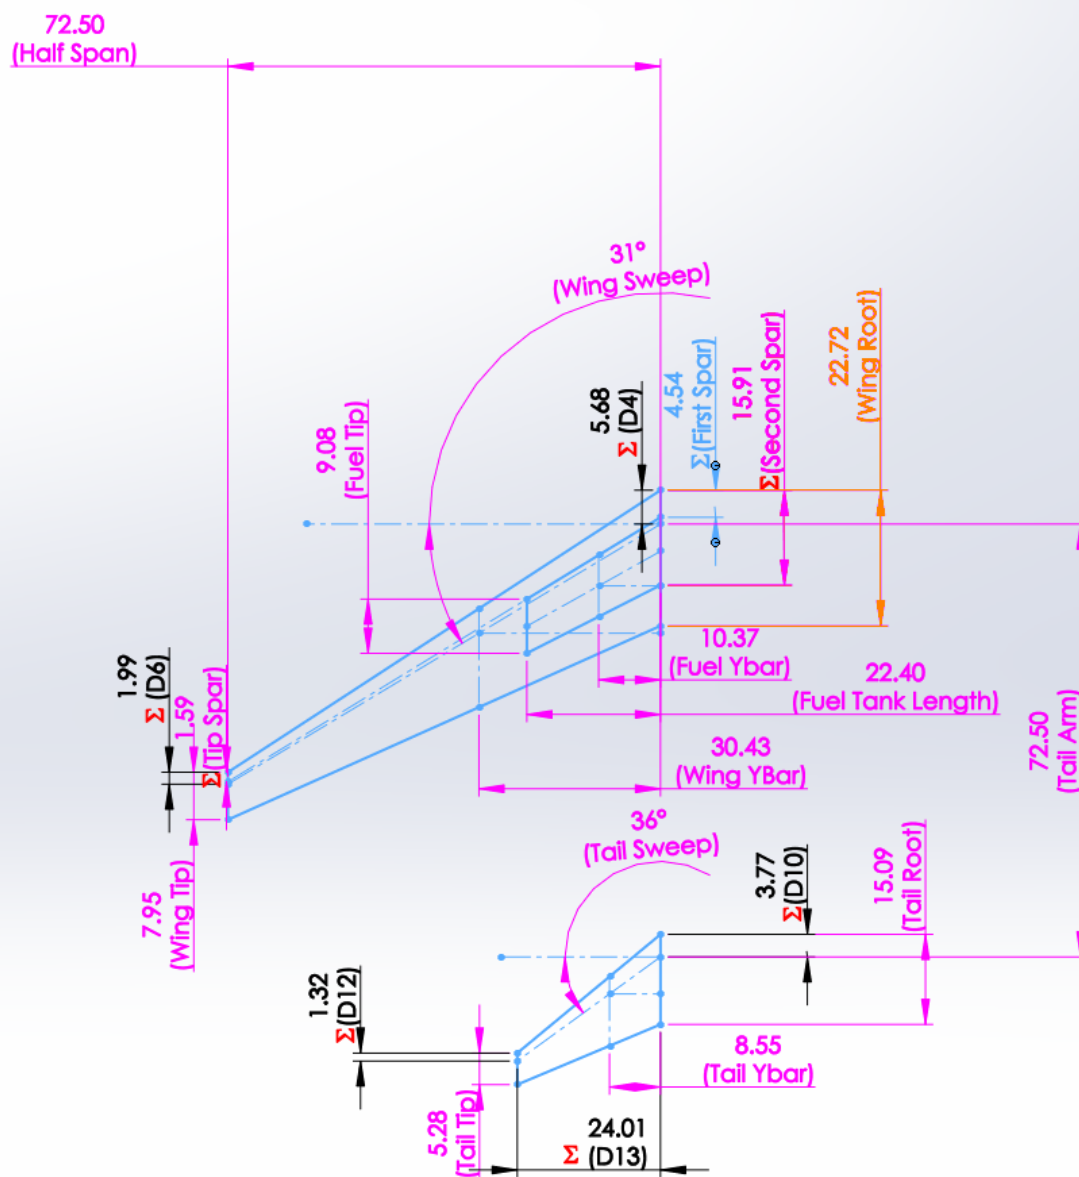 72.50
(Half Span)
31°
(Wing Sweep)
22.72
(Wing Root)
15.91
Σ(Second Spar)
4.54
Σ(First Spar)
5.68
Σ (D4)
9.08
(Fuel Tip)
10.37
(Fuel Ybar)
22.40
(Fuel Tank Length)
1.99
Σ (D6)
1.59
Σ(Tip Spar)
30.43
(Wing YBar)
72.50
(Tail Arm)
7.95
(Wing Tip)
36°
(Tail Sweep)
3.77
Σ(D10)
15.09
(Tail Root)
1.32
Σ(D12)
8.55
(Tail Ybar)
5.28
(Tail Tip)
24.01
Σ (D13)